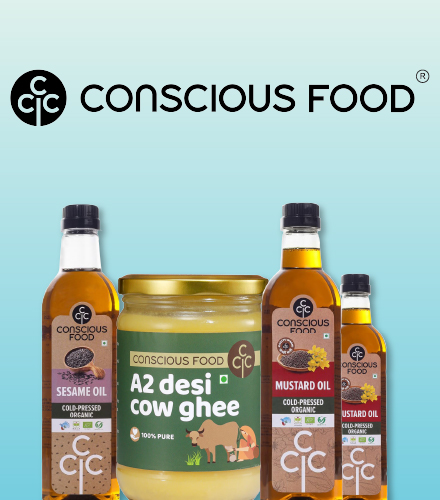 CONSCIOUS FOOD®
CONSCIOUS
FOOD
SESAME OIL
COLD-PRESSED
ORGANIC
CONSCIOUS FOOD
A2 desi
cow ghee
100% PURE
CONSCIOUS
FOOD
MUSTARD OIL
COLD-PRESSED
ORGANIC
CONSCIOUS
FOOD
MUSTARD OIL
COLD-PRESSED
ORGANIC